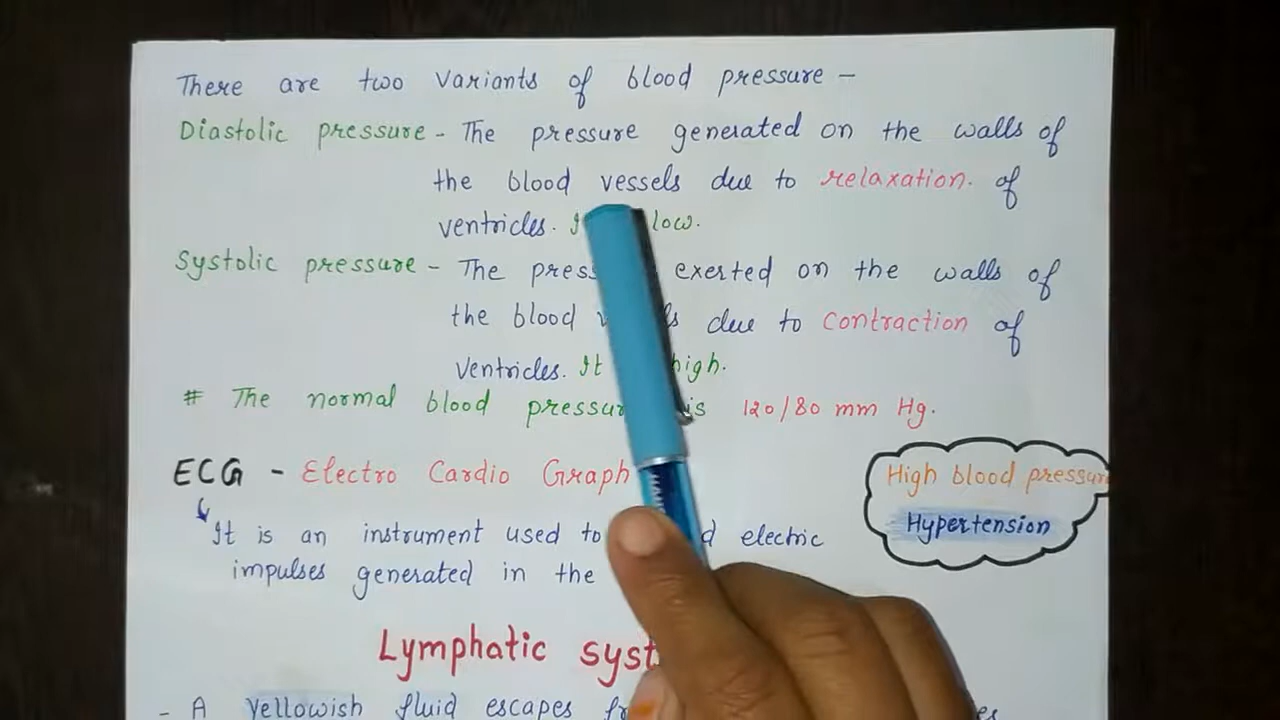 There are two variants of blood pressure -
Diastolic pressure - The pressure generated on the walls of
the blood vessels due to relaxation. of
ventricles. low.
Systolic pressure - The exerted on the walls of
the blood due to contraction of
Ventricles. It high.
# The normal blood is 120/80 mm Hg.
ECG - Electro Cardio Graph
High blood pressure
Hypertension
It is an instrument used to electric
impulses generated in the
Lymphatic
- A yellowish fluid escapes